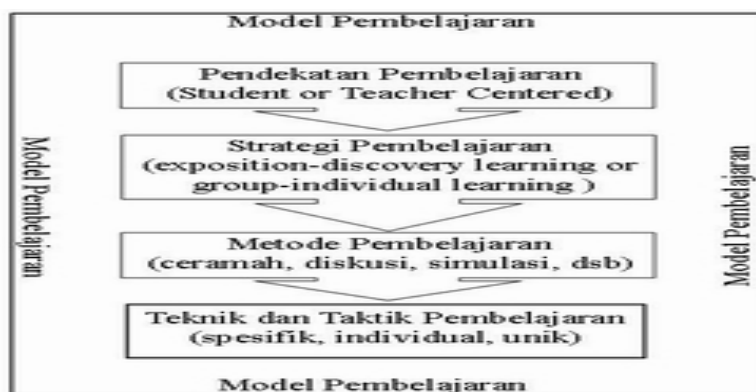 Model Pembelajaran
Pendekatan Pembelajaran
(Student or Teacher Centered)
Strategi Pembelajaran
(exposition-discovery learning or
group-individual learning )
Metode Pembelajaran
(ceramah, diskusi, simulasi, dsb)
Teknik dan Taktik Pembelajaran
(spesifik, individual, unik)
Model Pembelajaran
Model Pembelajaran
Model Pembelajaran